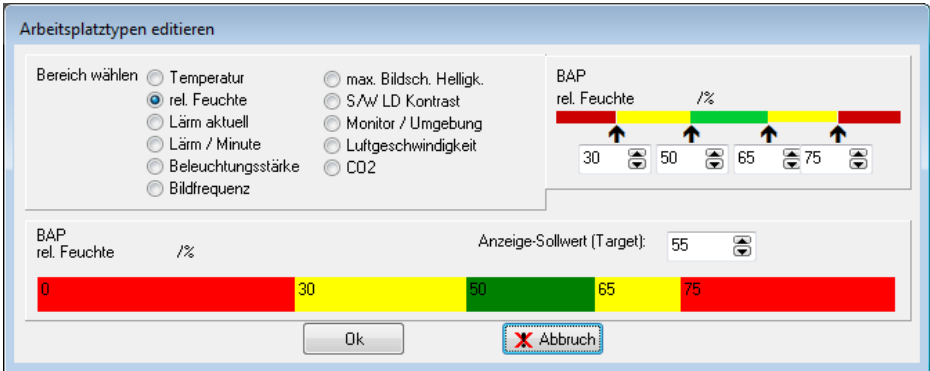 Arbeitsplatztypen editieren
Bereich wählen
Temperatur
rel. Feuchte
Lärm aktuell
Lärm / Minute
Beleuchtungsstärke
Bildfrequenz
max. Bildsch. Helligk.
S/W LD Kontrast
Monitor / Umgebung
Luftgeschwindigkeit
CO2
BAP
rel. Feuchte /%
30 50 65 75
BAP
rel. Feuchte /%
Anzeige-Sollwert (Target): 55
0 30 50 65 75
Ok Abbruch